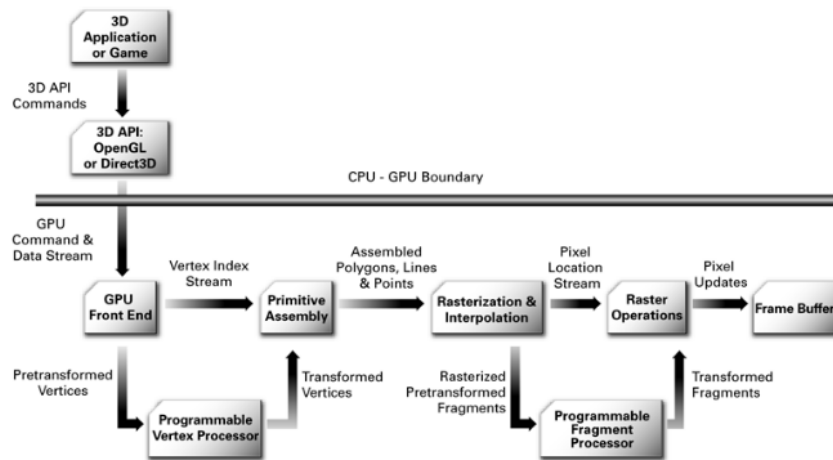 3D
Application
or Game
3D API
Commands
3D API:
OpenGL
or Direct3D
CPU - GPU Boundary
GPU
Command &
Data Stream
GPU
Front End
Vertex Index
Stream
Primitive
Assembly
Assembled
Polygons, Lines
& Points
Rasterization &
Interpolation
Pixel
Location
Stream
Raster
Operations
Pixel
Updates
Frame Buffer
Pretransformed
Vertices
Programmable
Vertex Processor
Transformed
Vertices
Rasterized
Pretransformed
Fragments
Programmable
Fragment
Processor
Transformed
Fragments